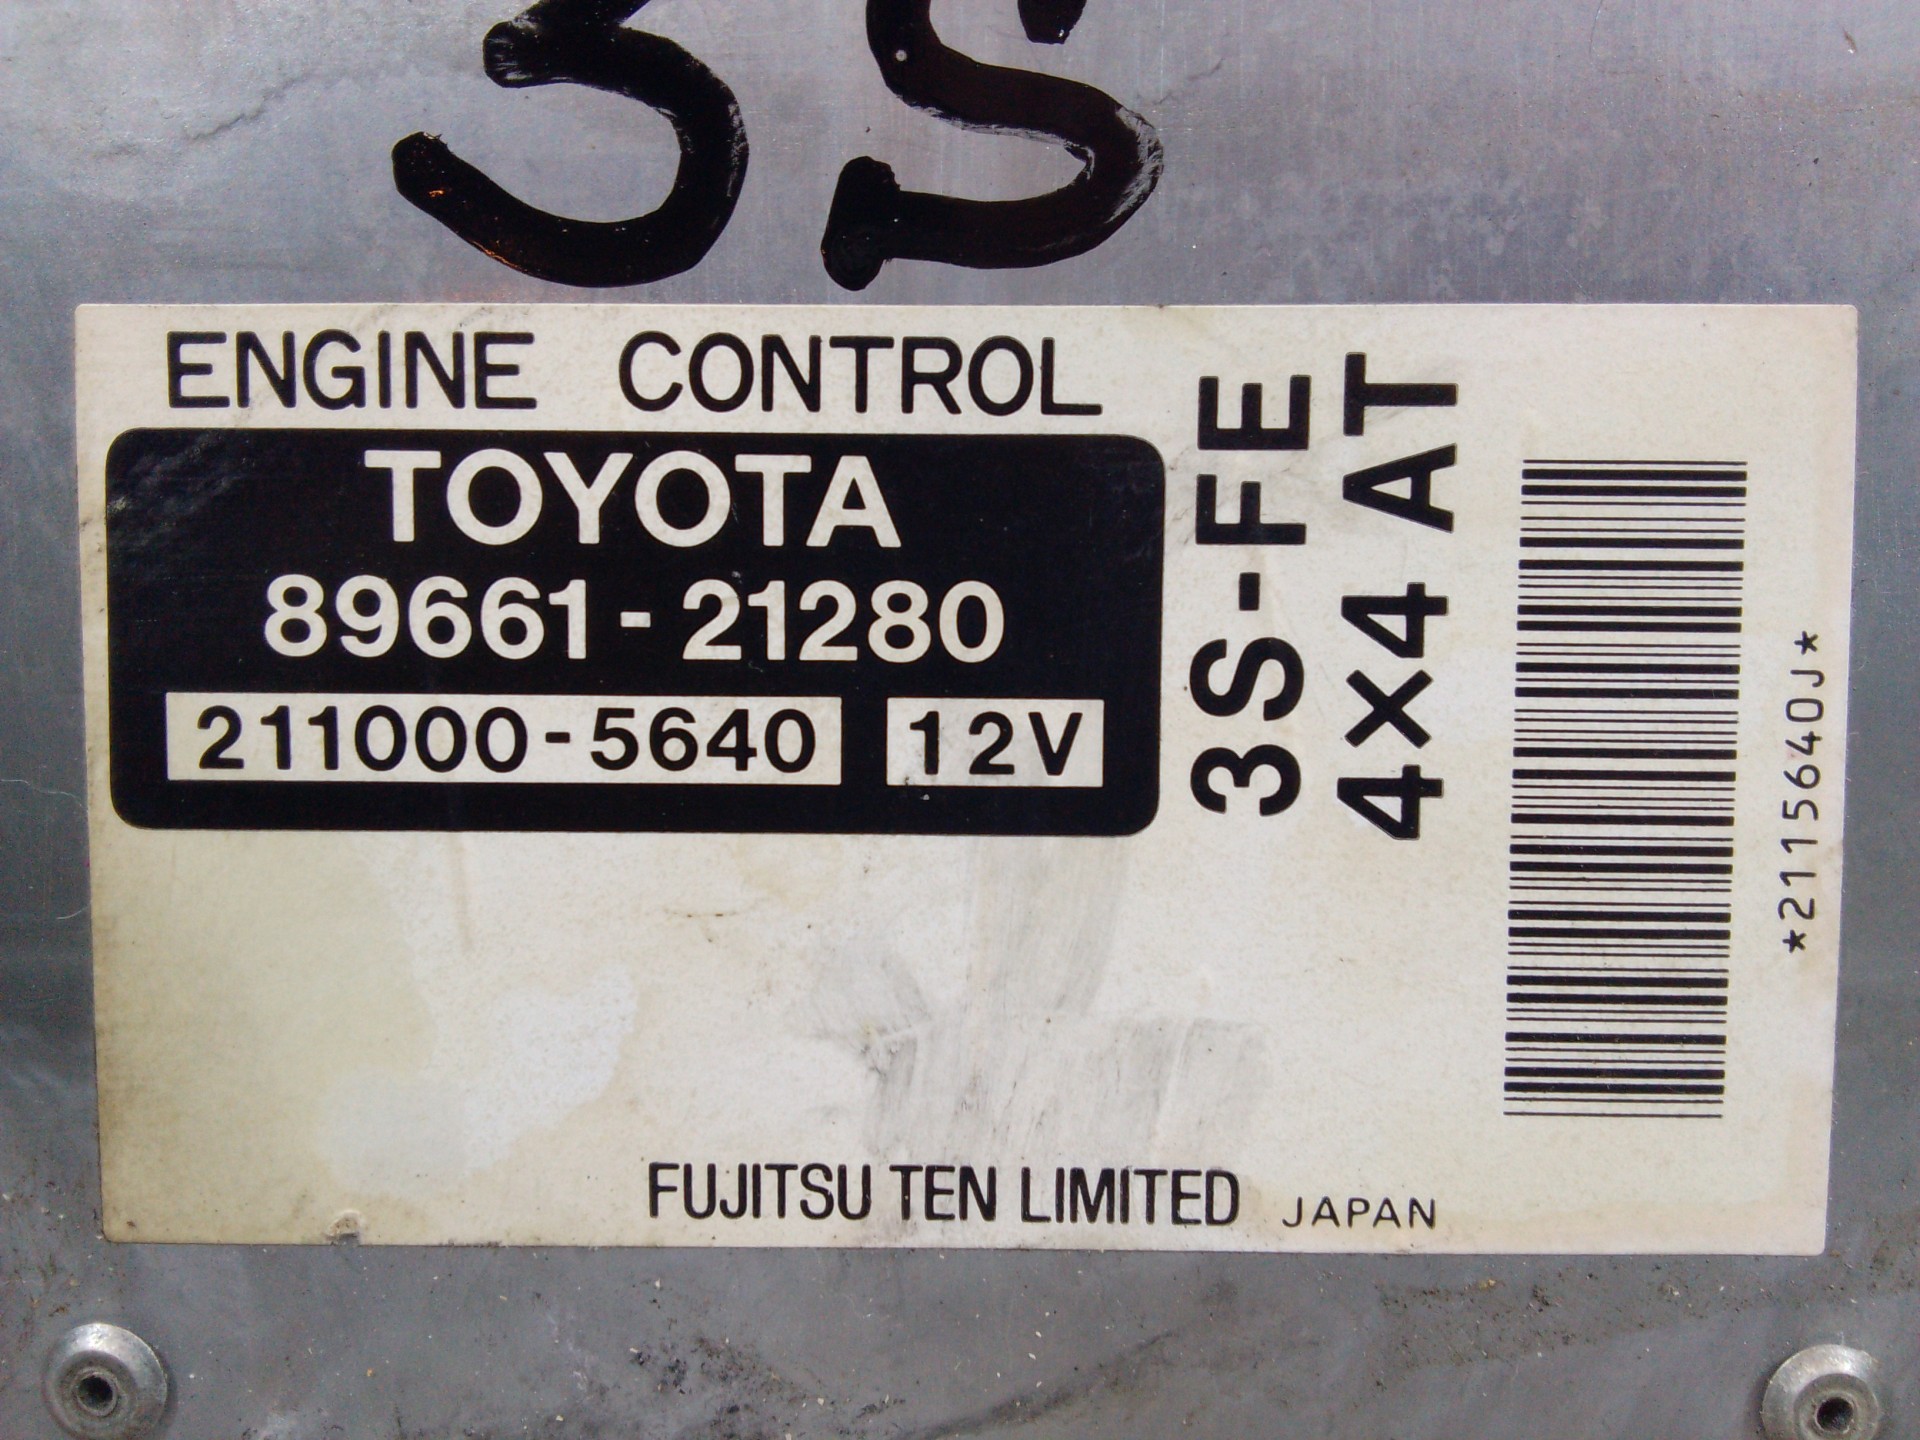 3S
ENGINE CONTROL
TOYOTA
89661-21280
211000-5640 12V
3S-FE
4X4 AT
*2115640J*
FUJITSU TEN LIMITED JAPAN